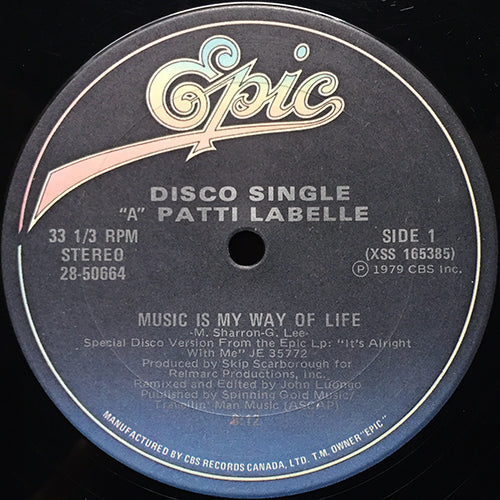 Epic
DISCO SINGLE
"A" PATTI LABELLE
33 1/3 RPM
STEREO
28-50664
SIDE 1
(XSS 165385)
Ⓟ 1979 CBS Inc.
MUSIC IS MY WAY OF LIFE
-M. Sharron-G. Lee-
Special Disco Version From the Epic Lp: "It's Alright
With Me" JE 35772
Produced by Skip Scarborough for
Relmarc Productions, Inc.
Remixed and Edited by John Luongo
Published by Spinning Gold Music/
Travellin' Man Music (ASCAP)
8:12
MANUFACTURED BY CBS RECORDS CANADA, LTD. T.M. OWNER "EPIC"